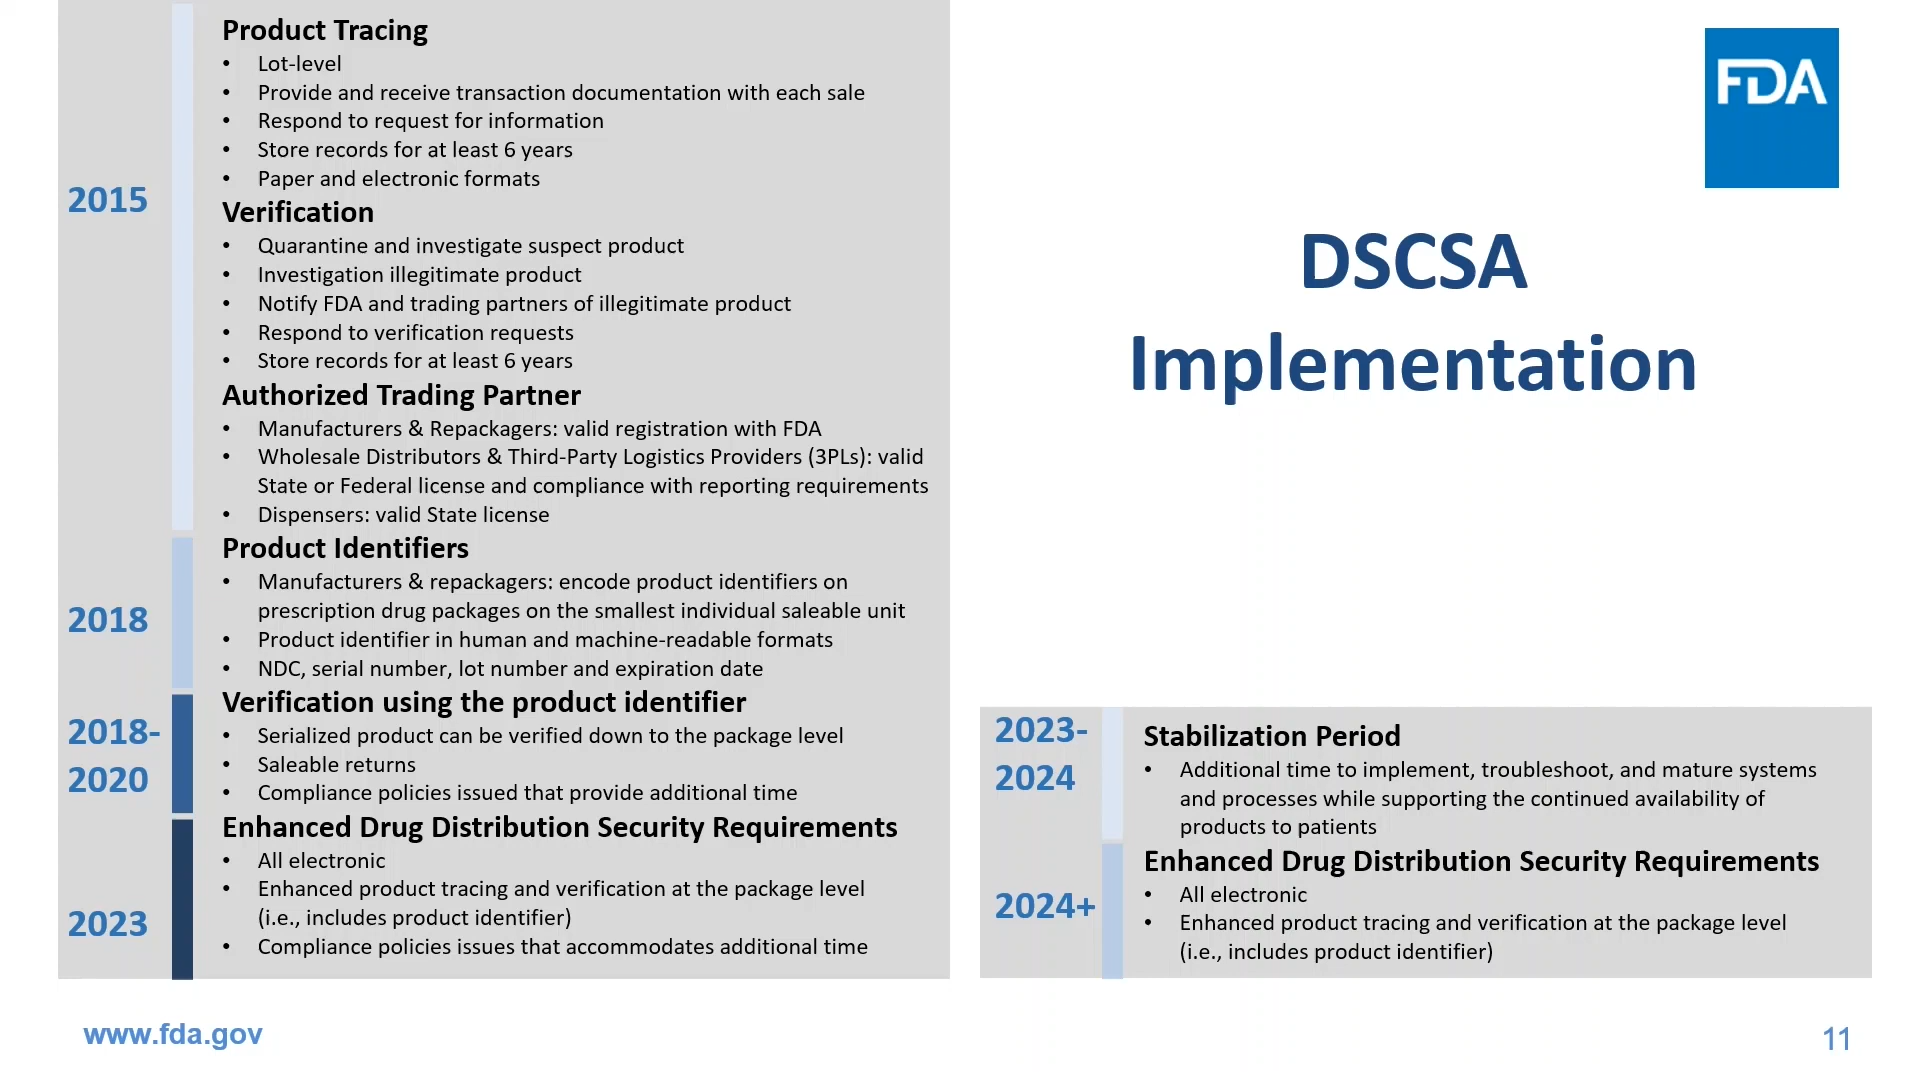 Product Tracing
• Lot-level
• Provide and receive transaction documentation with each sale
• Respond to request for information
• Store records for at least 6 years
• Paper and electronic formats
2015
Verification
• Quarantine and investigate suspect product
• Investigation illegitimate product
• Notify FDA and trading partners of illegitimate product
• Respond to verification requests
• Store records for at least 6 years
Authorized Trading Partner
• Manufacturers & Repackagers: valid registration with FDA
• Wholesale Distributors & Third-Party Logistics Providers (3PLs): valid
State or Federal license and compliance with reporting requirements
• Dispensers: valid State license
Product Identifiers
• Manufacturers & repackagers: encode product identifiers on
prescription drug packages on the smallest individual saleable unit
2018
• Product identifier in human and machine-readable formats
• NDC, serial number, lot number and expiration date
Verification using the product identifier
2018-
2020
• Serialized product can be verified down to the package level
• Saleable returns
• Compliance policies issued that provide additional time
Enhanced Drug Distribution Security Requirements
• All electronic
• Enhanced product tracing and verification at the package level
(i.e., includes product identifier)
2023
• Compliance policies issues that accommodates additional time
FDA
DSCSA
Implementation
2023-
2024
Stabilization Period
• Additional time to implement, troubleshoot, and mature systems
and processes while supporting the continued availability of
products to patients
Enhanced Drug Distribution Security Requirements
2024+
• All electronic
• Enhanced product tracing and verification at the package level
(i.e., includes product identifier)
www.fda.gov
11